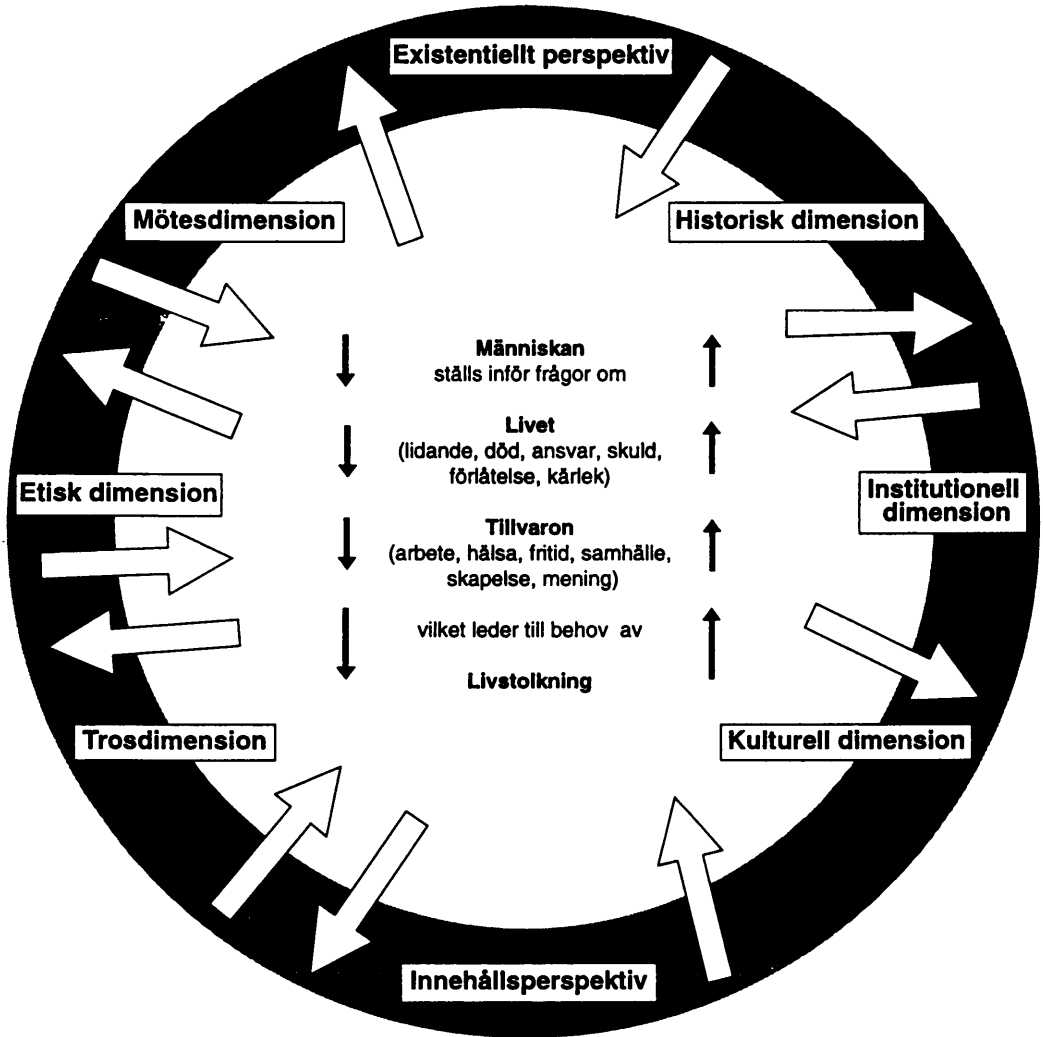 Existentiellt perspektiv
Mötesdimension
Historisk dimension
Människan
ställs inför frågor om
Livet
(lidande, död, ansvar, skuld,
förlåtelse, kärlek)
Etisk dimension
Institutionell
dimension
Tillvaron
(arbete, hälsa, fritid, samhälle,
skapelse, mening)
vilket leder till behov av
Livstolkning
Trosdimension
Kulturell dimension
Innehållsperspektiv